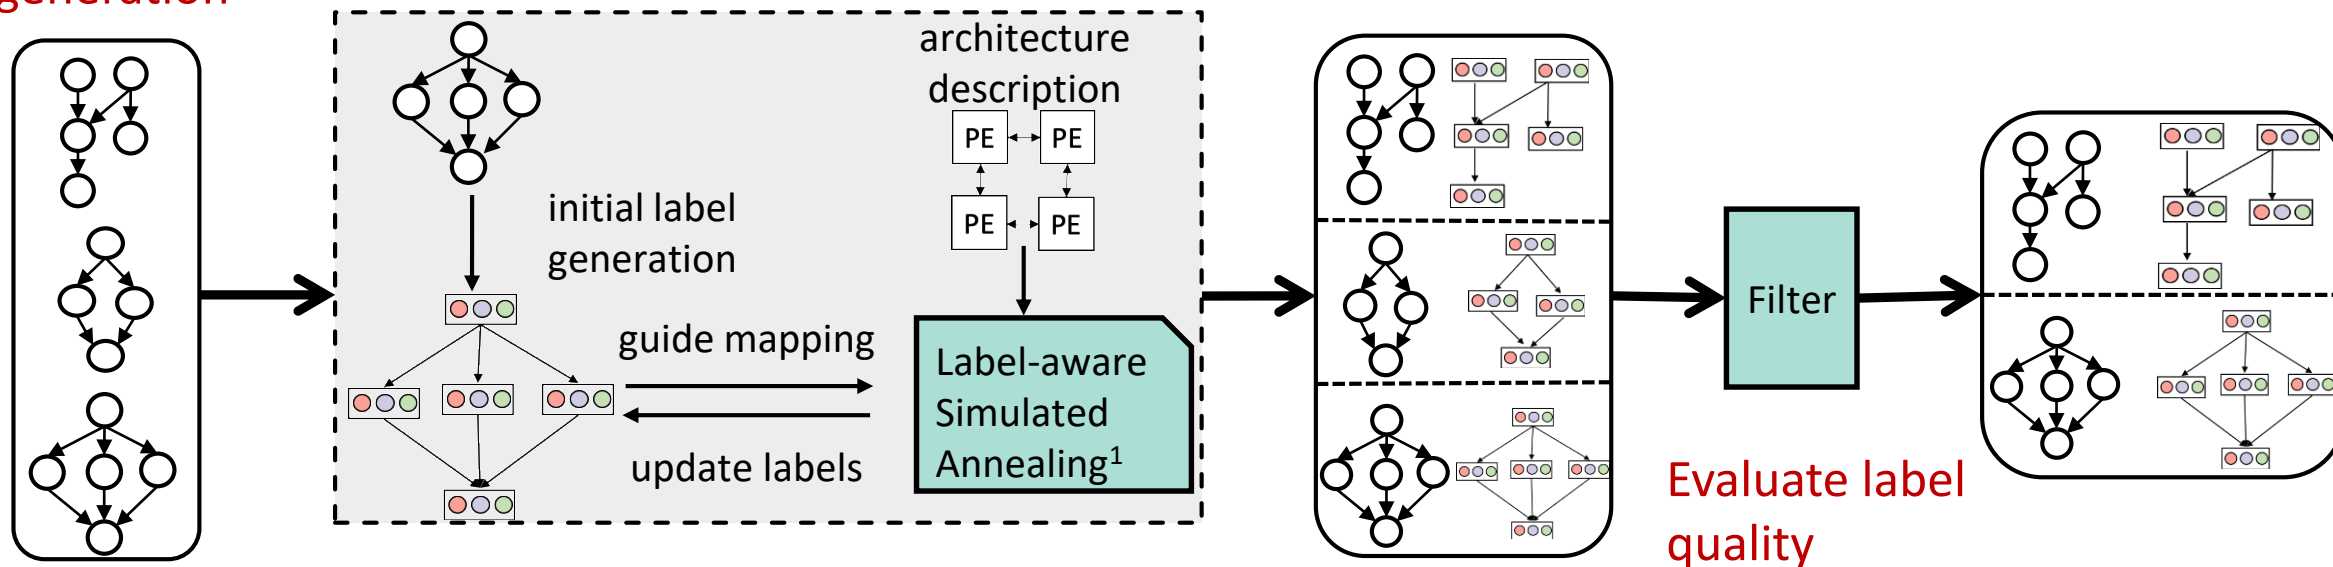 generation
architecture
description
PE PE
PE PE
initial label
generation
guide mapping
update labels
Label-aware
Simulated
Annealing¹
Filter
Evaluate label
quality